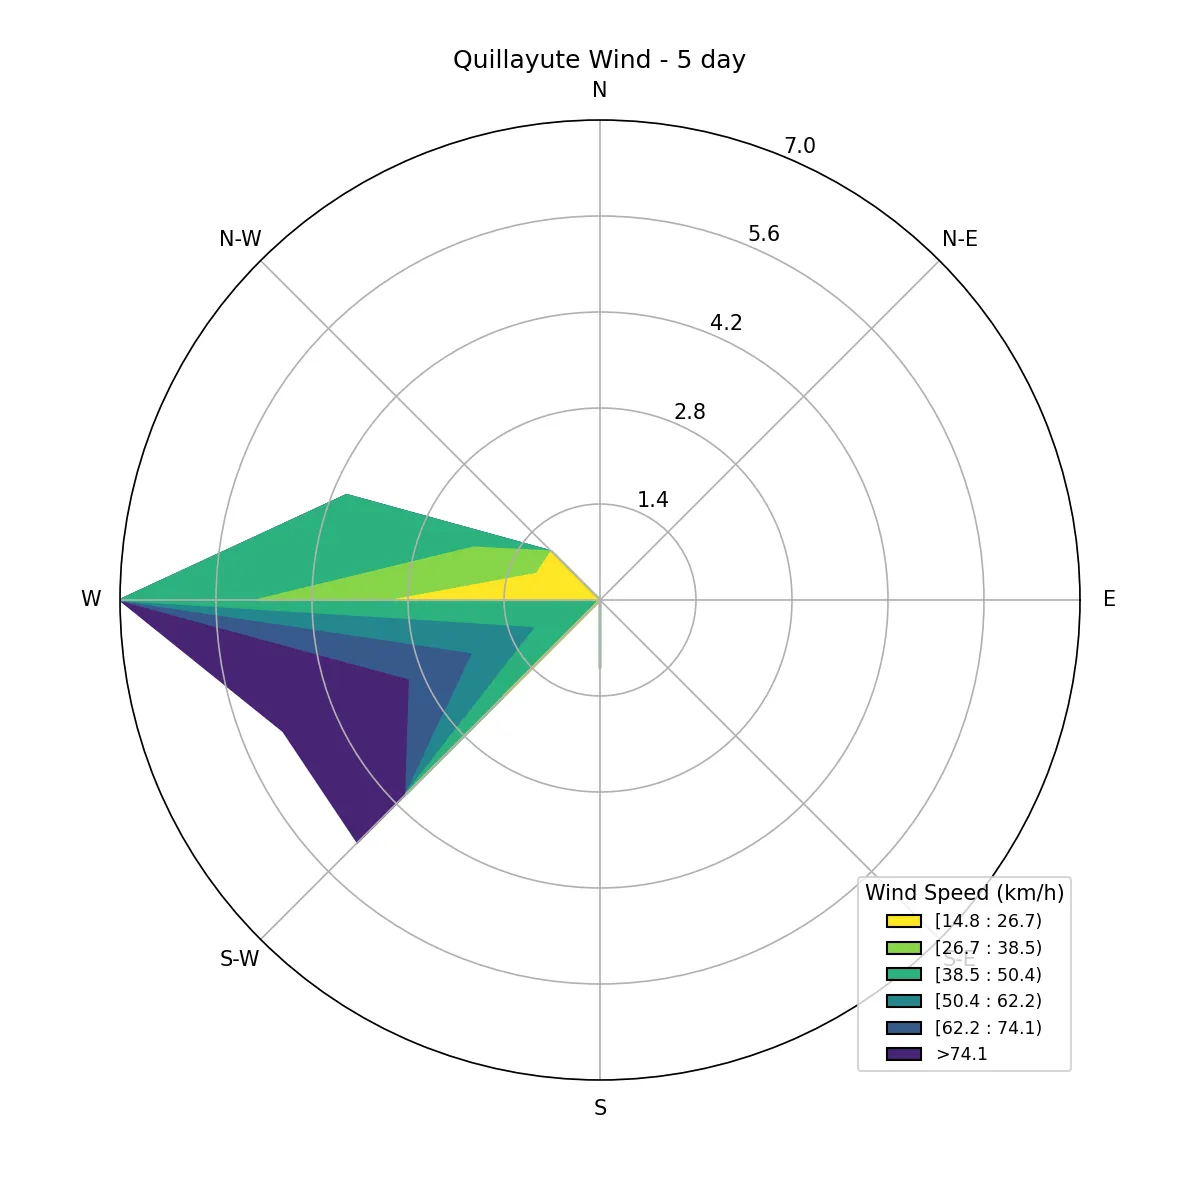 Quillayute Wind - 5 day
N
7.0
N-W
N-E
5.6
4.2
2.8
1.4
W
E
S-W
S-E
S
Wind Speed (km/h)
[14.8 : 26.7)
[26.7 : 38.5)
[38.5 : 50.4)
[50.4 : 62.2)
[62.2 : 74.1)
>74.1